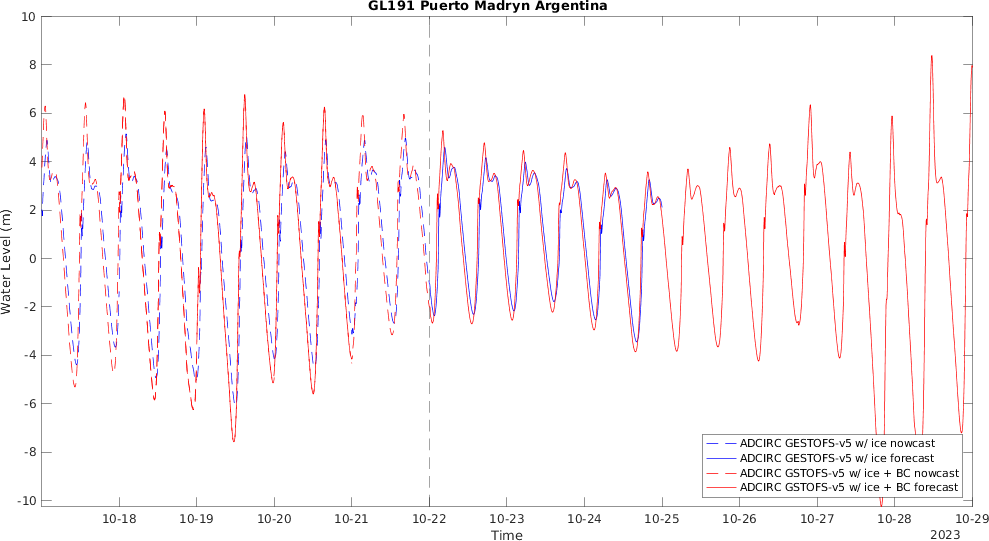 GL191 Puerto Madryn Argentina
10
8
6
4
2
0
-2
-4
-6
-8
-10
Water Level (m)
ADCIRC GESTOFS-v5 w/ ice nowcast
ADCIRC GESTOFS-v5 w/ ice forecast
ADCIRC GSTOFS-v5 w/ ice + BC nowcast
ADCIRC GSTOFS-v5 w/ ice + BC forecast
10-18 10-19 10-20 10-21 10-22 10-23 10-24 10-25 10-26 10-27 10-28 10-29
Time
2023